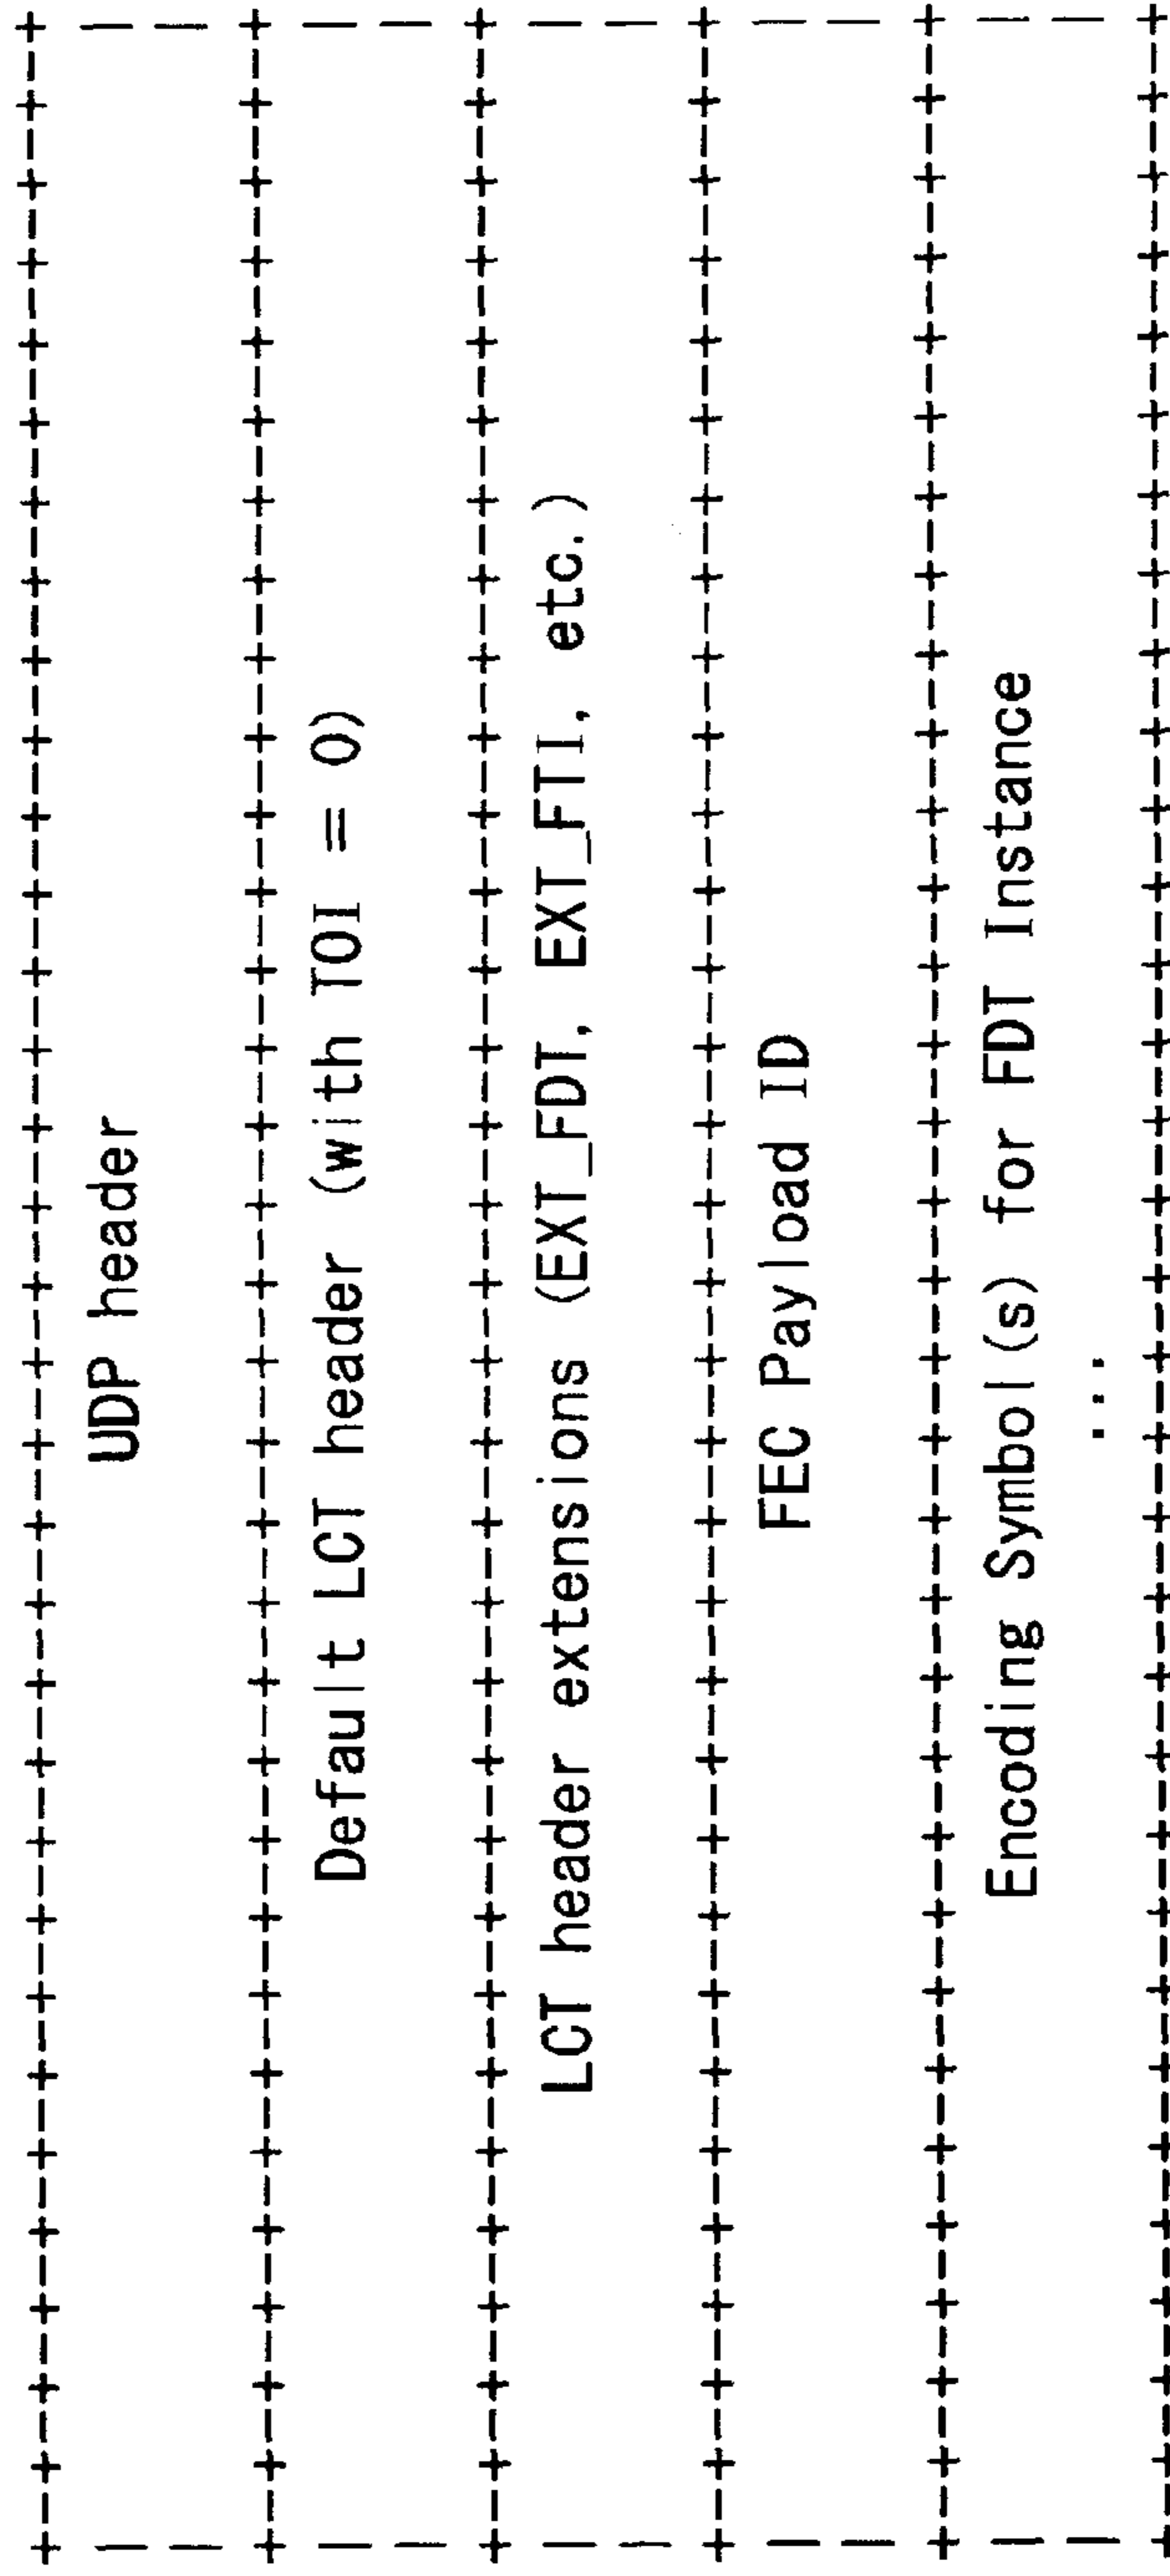 UDP header
Default LCT header (with TOI = 0)
LCT header extensions (EXT_FDT, EXT_FTI, etc.)
FEC Payload ID
Encoding Symbol(s) for FDT Instance
...